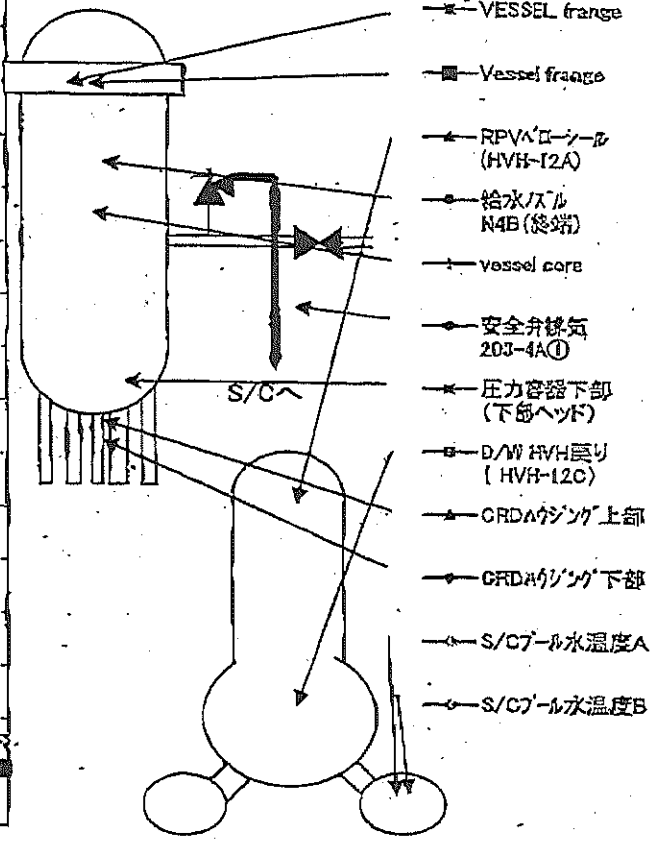 VESSEL frange
Vessel frange
RPVベローシール
(HVH-12A)
給水ノズル
N4B(終端)
vessel core
安全弁排気
203-4A①
圧力容器下部
(下部ヘッド)
D/W HVH戻り
( HVH-12C)
CRDハウジング上部
CRDハウジング下部
S/Cプール水温度A
S/Cプール水温度B
S/Cへ